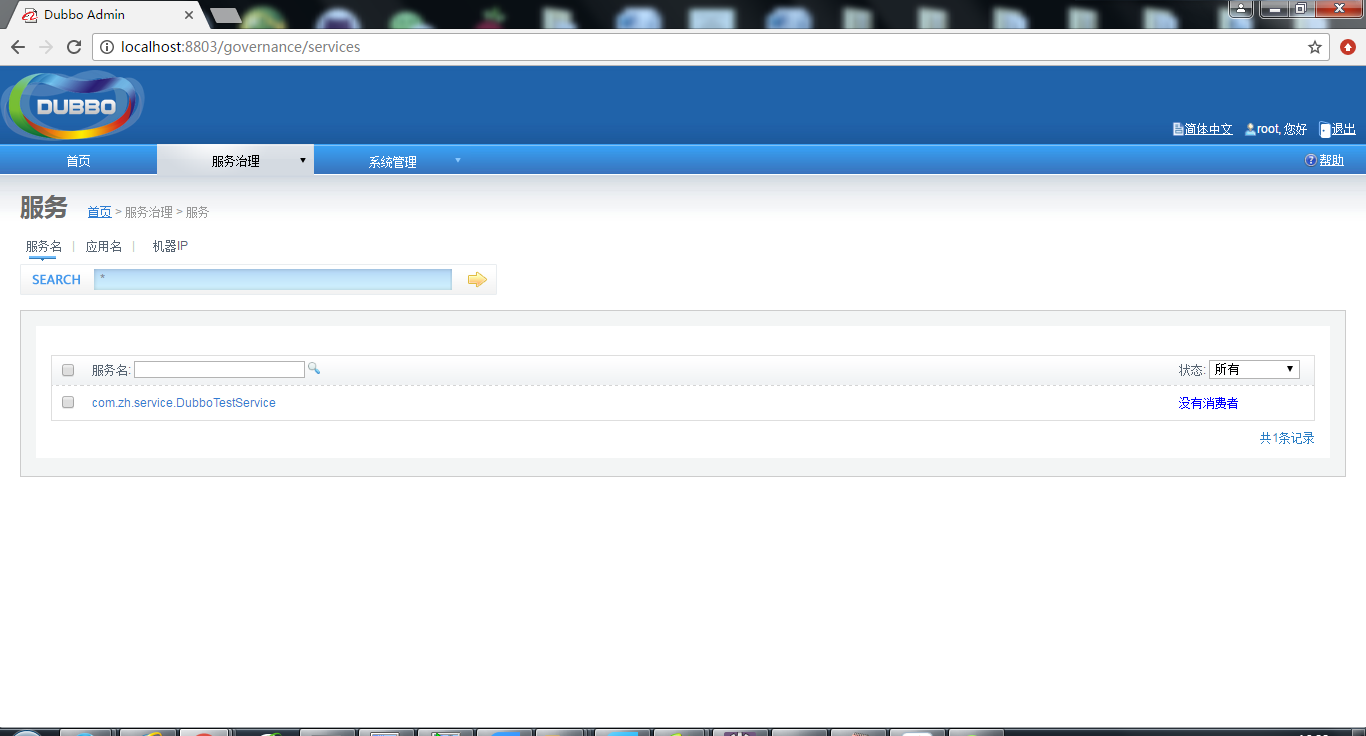 Dubbo Admin
localhost:8803/governance/services
DUBBO
简体中文 root, 您好 退出
首页 服务治理 系统管理 帮助
服务 首页 > 服务治理 > 服务
服务名 应用名 机器IP
SEARCH *
服务名: 状态: 所有
com.zh.service.DubboTestService 没有消费者
共1条记录